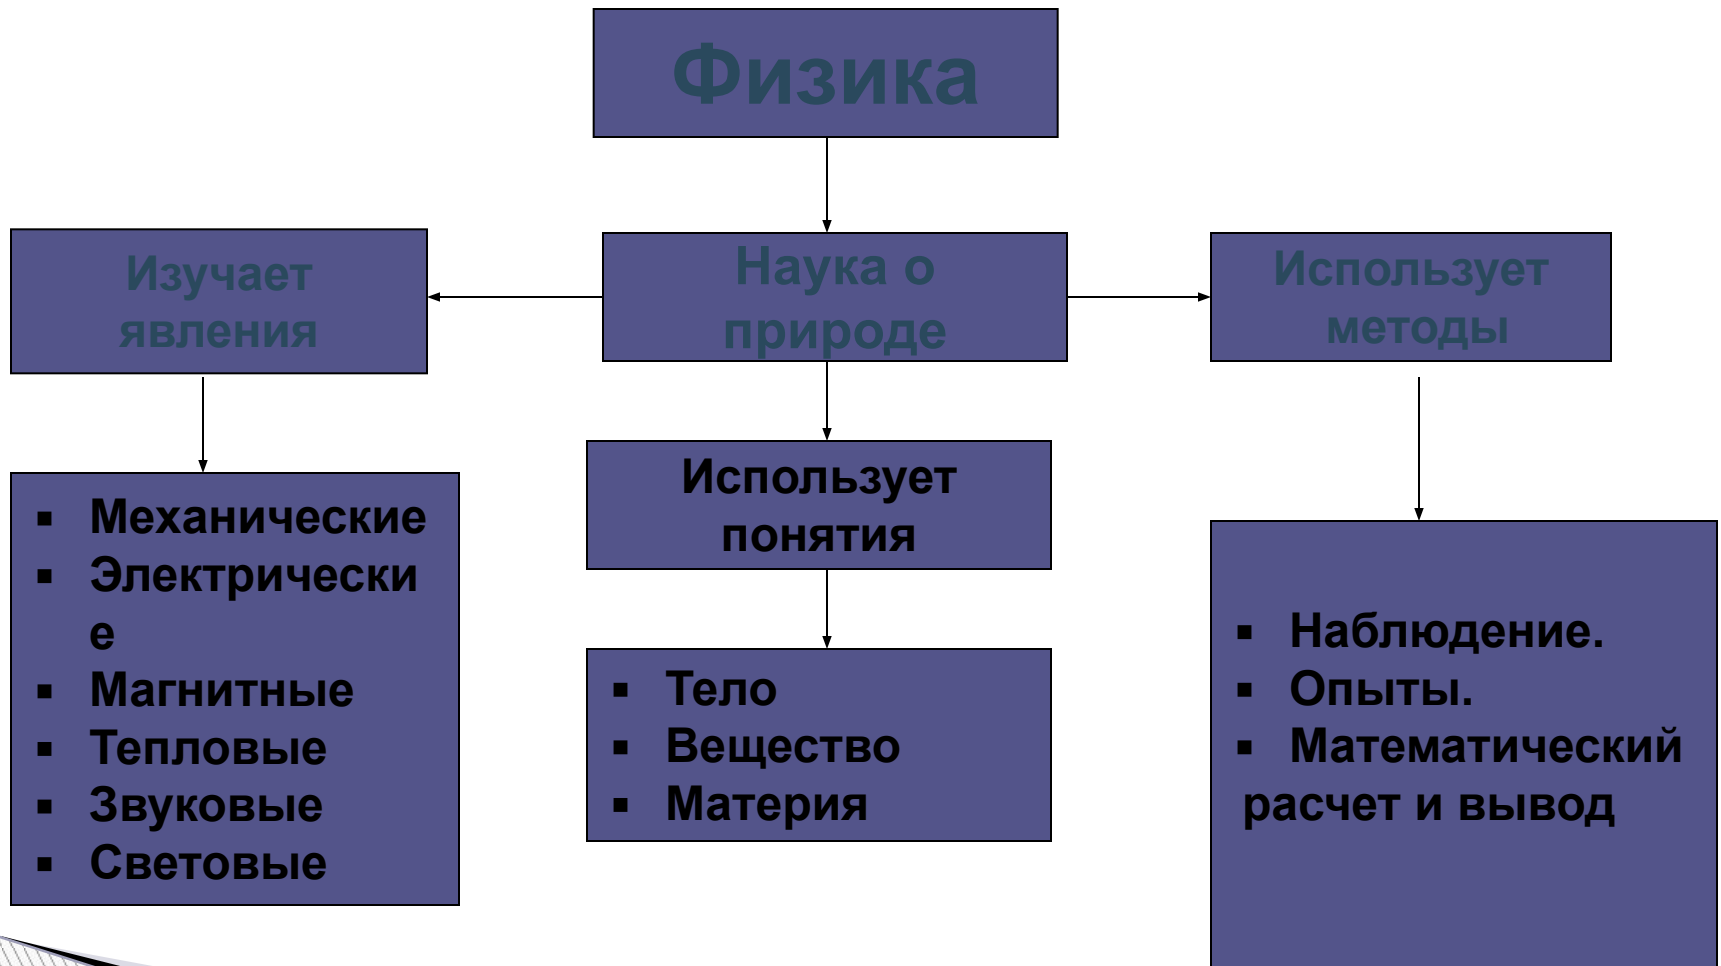 Физика
Изучает
явления
Наука о
природе
Использует
методы
▪ Механические
▪ Электрически
е
▪ Магнитные
▪ Тепловые
▪ Звуковые
▪ Световые
Использует
понятия
▪ Тело
▪ Вещество
▪ Материя
▪ Наблюдение.
▪ Опыты.
▪ Математический
расчет и вывод